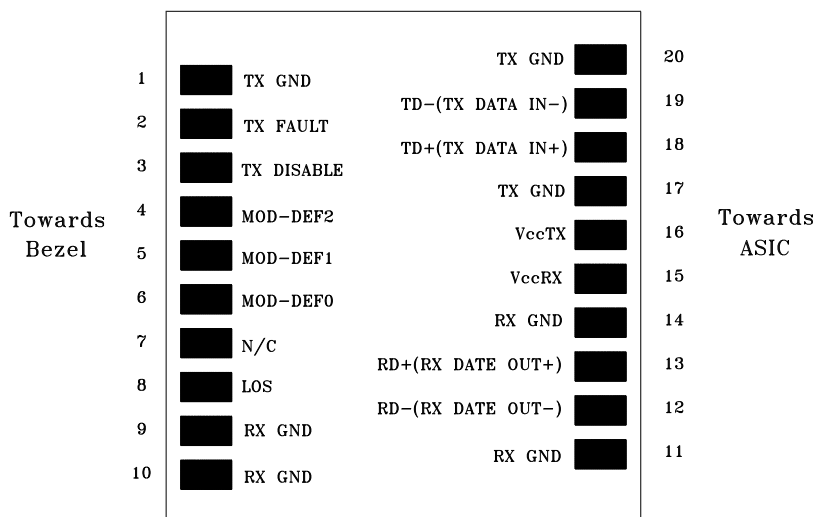 1 TX GND
2 TX FAULT
3 TX DISABLE
4 MOD-DEF2
5 MOD-DEF1
6 MOD-DEF0
7 N/C
8 LOS
9 RX GND
10 RX GND
Towards
Bezel
TX GND 20
TD-(TX DATA IN-) 19
TD+(TX DATA IN+) 18
TX GND 17
VccTX 16
VccRX 15
RX GND 14
RD+(RX DATE OUT+) 13
RD-(RX DATE OUT-) 12
RX GND 11
Towards
ASIC